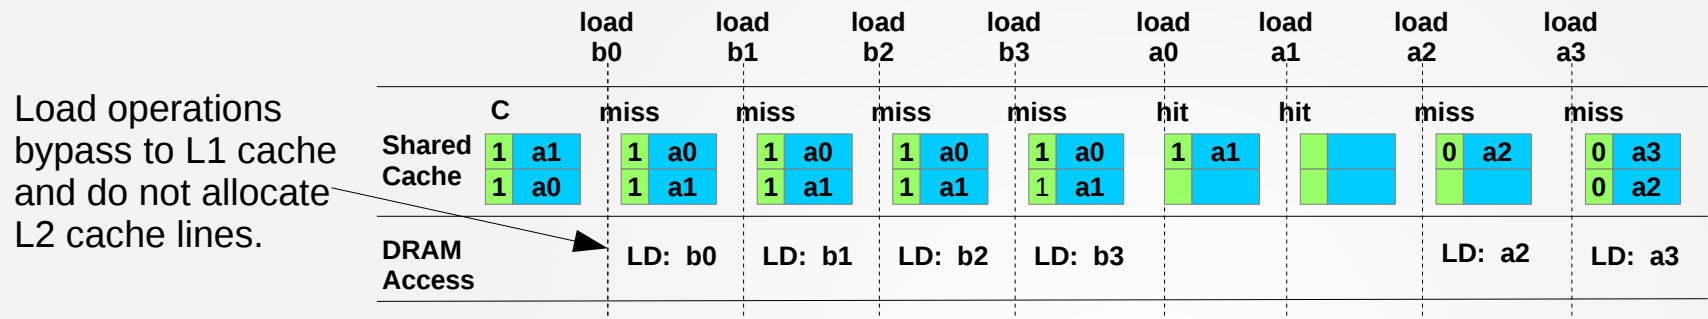 load load load load load load load load
b0 b1 b2 b3 a0 a1 a2 a3
Load operations
bypass to L1 cache
and do not allocate
L2 cache lines.
C miss miss miss miss hit hit miss miss
Shared
Cache
1 a1 1 a0 1 a0 1 a0 1 a0 1 a1 0 a2 0 a3
1 a0 1 a1 1 a1 1 a1 1 a1 0 a2
DRAM
Access
LD: b0 LD: b1 LD: b2 LD: b3 LD: a2 LD: a3